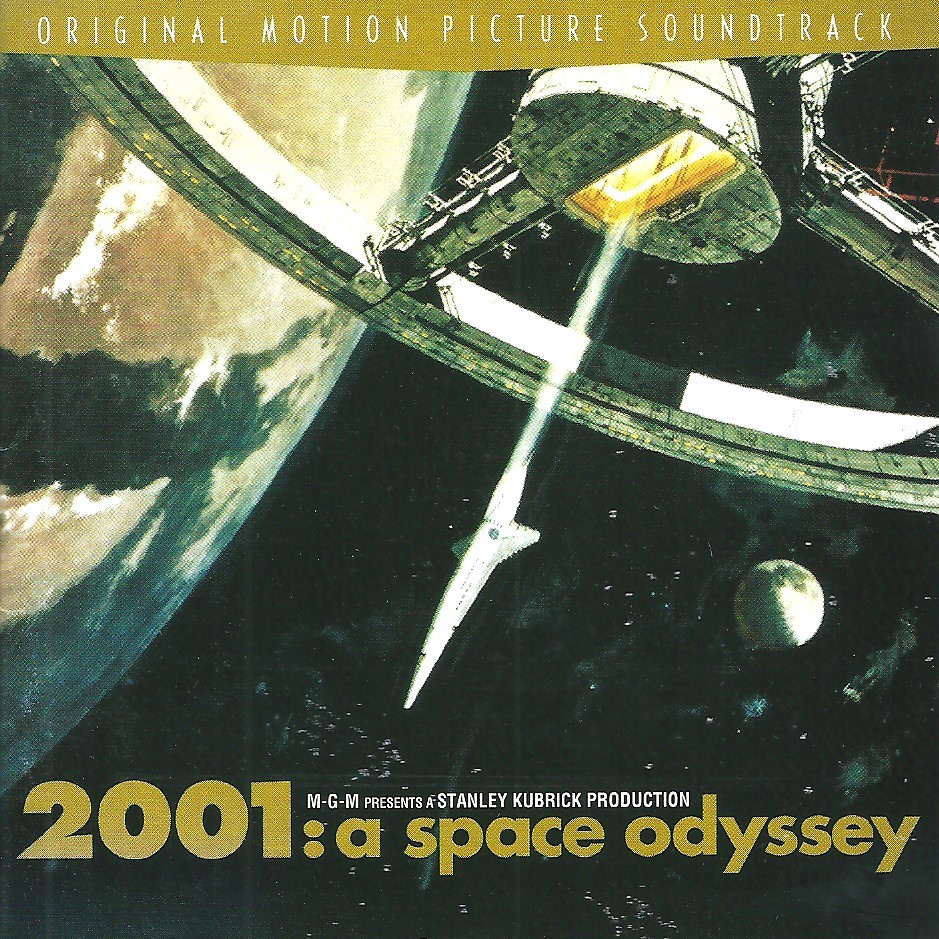 ORIGINAL MOTION PICTURE SOUNDTRACK
M-G-M PRESENTS A STANLEY KUBRICK PRODUCTION
2001: a space odyssey